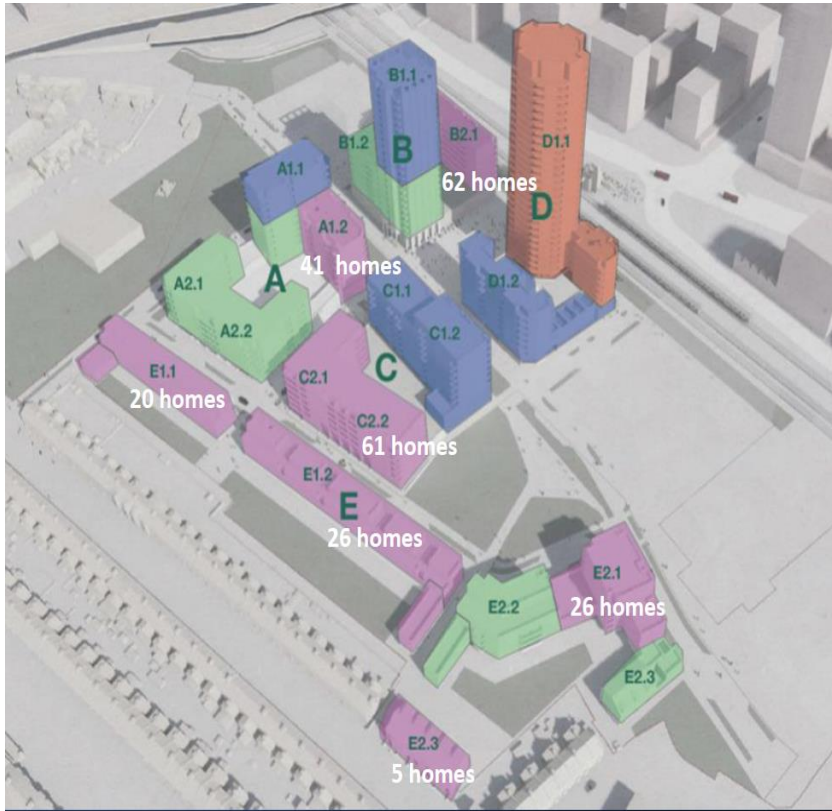 B1.1
D1.1
B1.2
B
B2.1
A1.1
62 homes
D
A1.2
A2.1
A
41 homes
C1.1
D1.2
A2.2
C1.2
E1.1
C
C2.1
20 homes
C2.2
61 homes
E1.2
E
26 homes
E2.1
E2.2
26 homes
E2.3
E2.3
5 homes